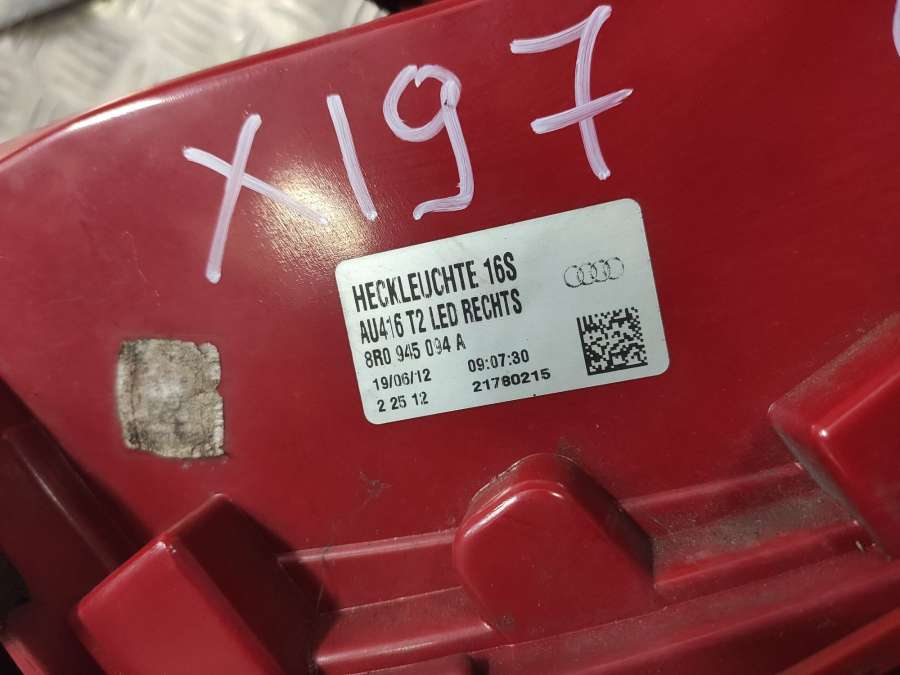 X197
HECKLEUCHTE 16S
AU416 T2 LED RECHTS
8R0 945 094 A
19/06/12 09:07:30
2 25 12 21780215